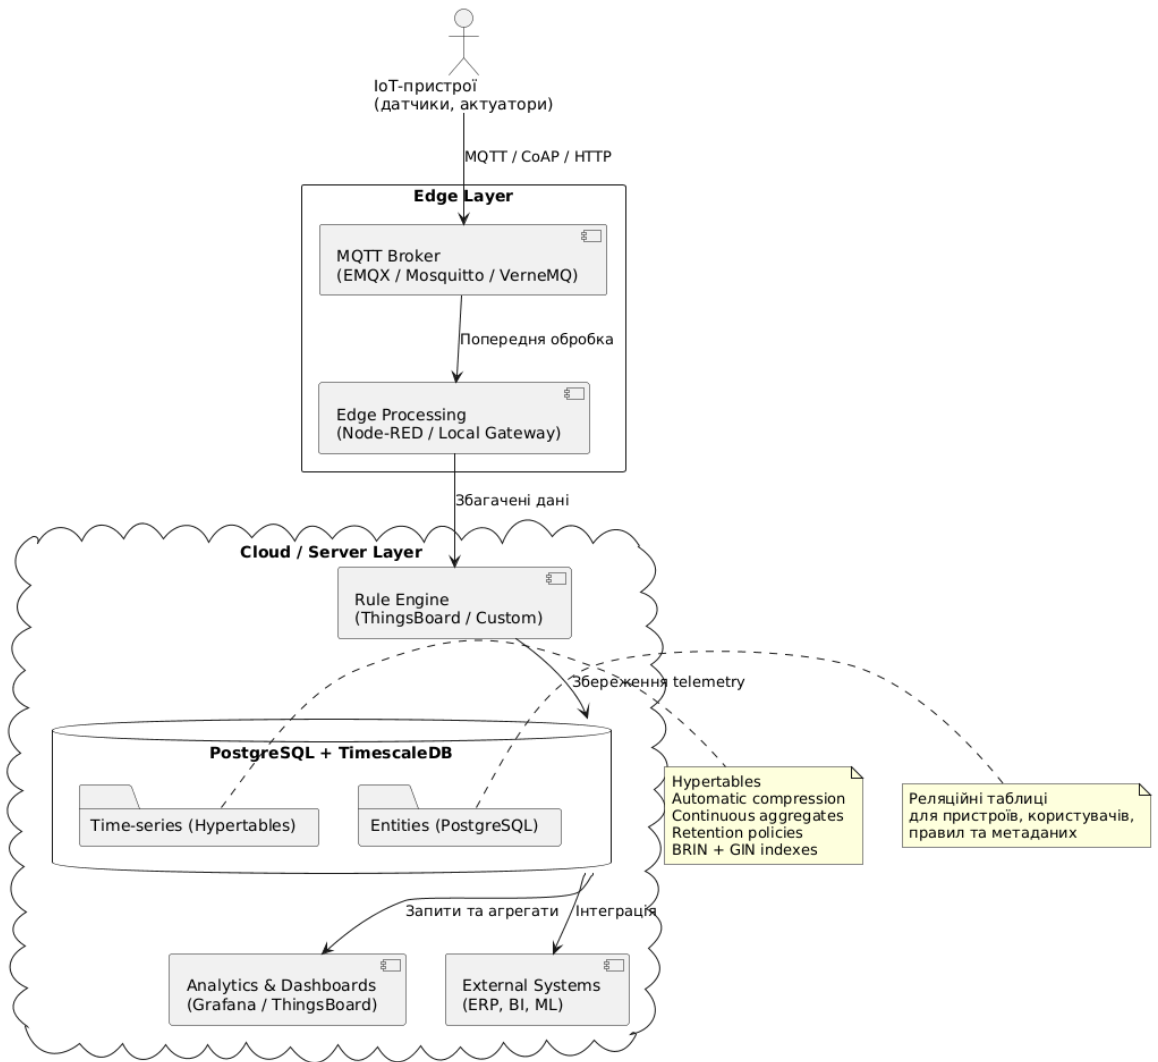 IoT-пристрої
(датчики, актуатори)
MQTT / CoAP / HTTP
Edge Layer
MQTT Broker
(EMQX / Mosquitto / VerneMQ)
Попередня обробка
Edge Processing
(Node-RED / Local Gateway)
Збагачені дані
Cloud / Server Layer
Rule Engine
(ThingsBoard / Custom)
Збереження telemetry
PostgreSQL + TimescaleDB
Time-series (Hypertables)
Entities (PostgreSQL)
Hypertables
Automatic compression
Continuous aggregates
Retention policies
BRIN + GIN indexes
Реляційні таблиці
для пристроїв, користувачів,
правил та метаданих
Запити та агрегати
Інтеграція
Analytics & Dashboards
(Grafana / ThingsBoard)
External Systems
(ERP, BI, ML)